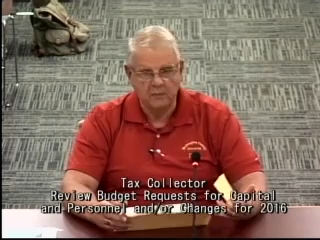 Tax Collector
Review Budget Requests for Capital
and Personnel and/or Changes for 2016